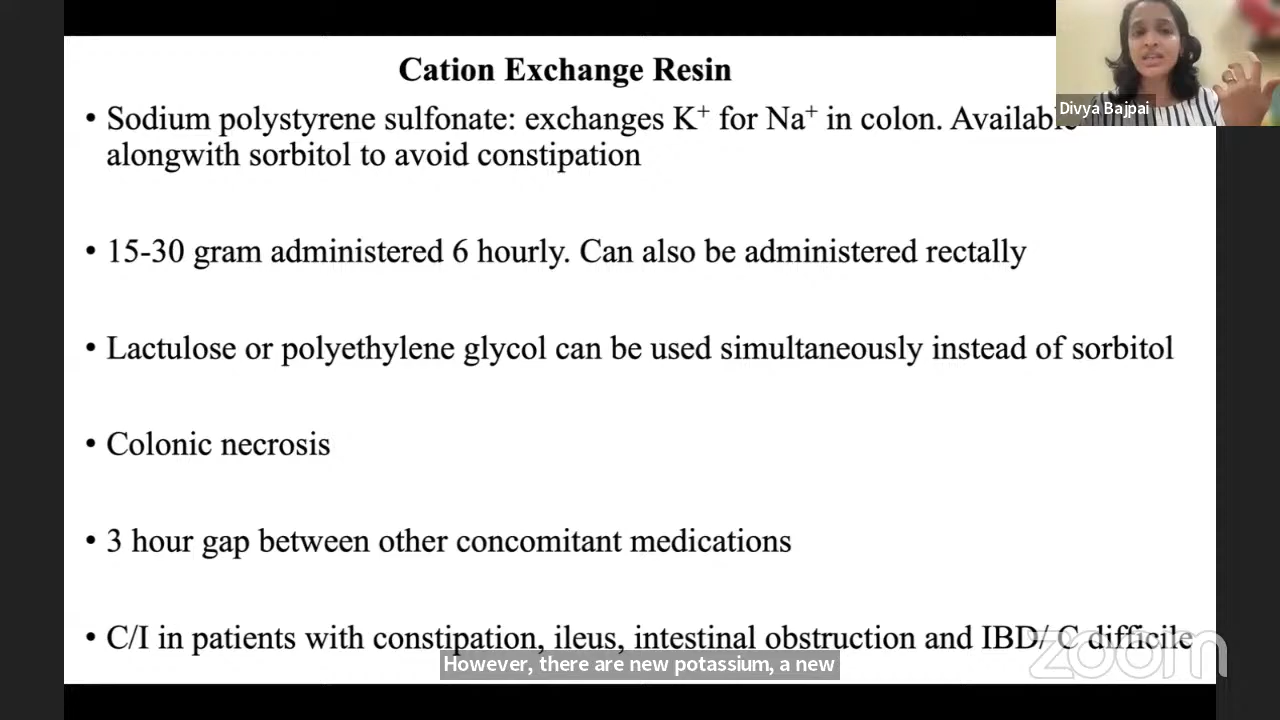 Cation Exchange Resin
• Sodium polystyrene sulfonate: exchanges K⁺ for Na⁺ in colon. Available
alongwith sorbitol to avoid constipation
Divya Bajpai
• 15-30 gram administered 6 hourly. Can also be administered rectally
• Lactulose or polyethylene glycol can be used simultaneously instead of sorbitol
• Colonic necrosis
• 3 hour gap between other concomitant medications
• C/I in patients with constipation, ileus, intestinal obstruction and IBD/ C difficile
However, there are new potassium, a new
zoom